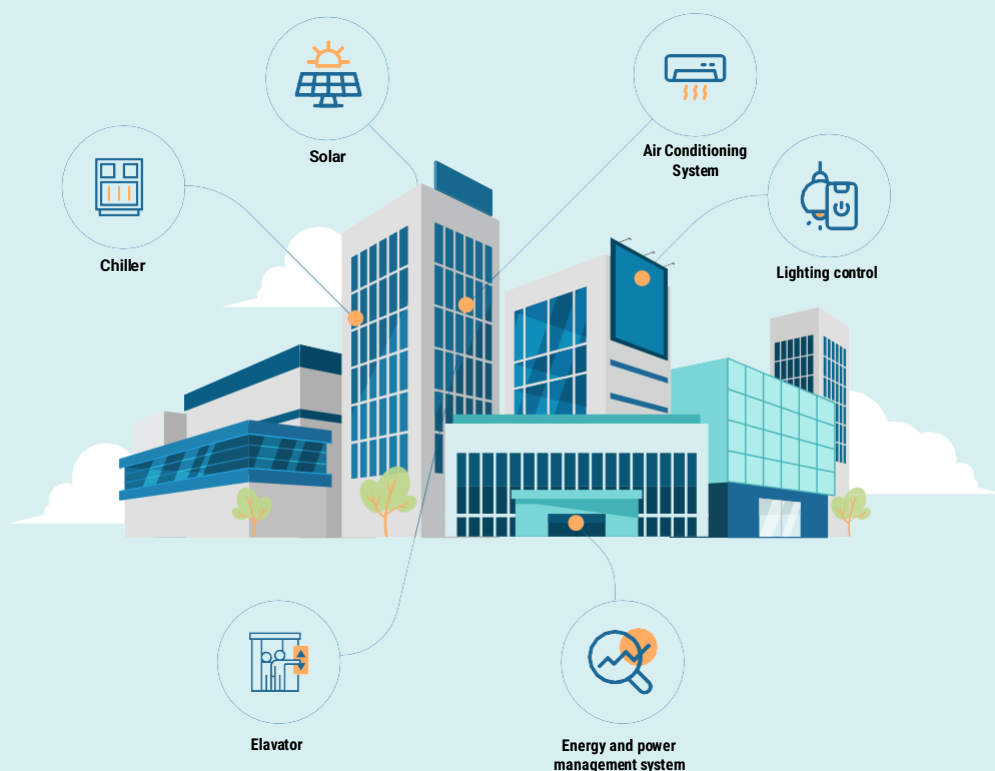 Solar
Air Conditioning
System
Chiller
Lighting control
Elavator
Energy and power
management system